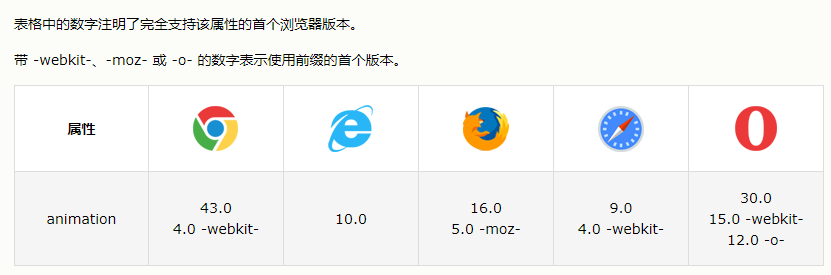 表格中的数字注明了完全支持该属性的首个浏览器版本。
带 -webkit-、-moz- 或 -o- 的数字表示使用前缀的首个版本。
属性
animation
43.0
4.0 -webkit-
10.0
16.0
5.0 -moz-
9.0
4.0 -webkit-
30.0
15.0 -webkit-
12.0 -o-